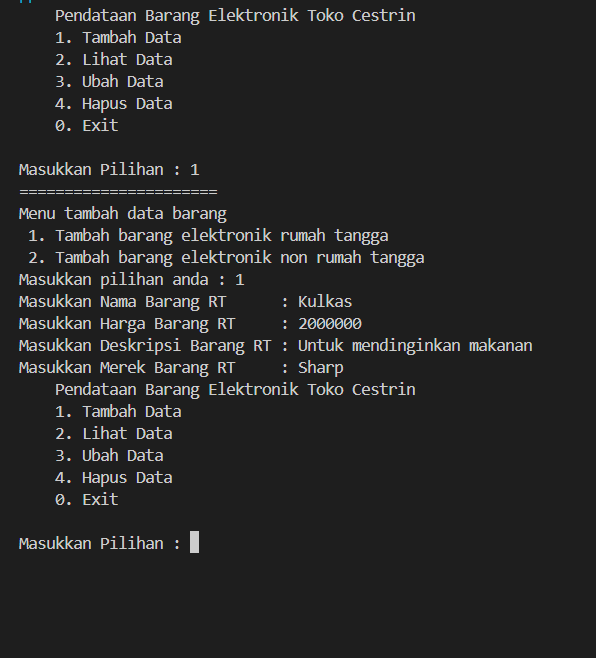 Pendataan Barang Elektronik Toko Cestrin
1. Tambah Data
2. Lihat Data
3. Ubah Data
4. Hapus Data
0. Exit
Masukkan Pilihan : 1
======================
Menu tambah data barang
1. Tambah barang elektronik rumah tangga
2. Tambah barang elektronik non rumah tangga
Masukkan pilihan anda : 1
Masukkan Nama Barang RT      : Kulkas
Masukkan Harga Barang RT     : 2000000
Masukkan Deskripsi Barang RT : Untuk mendinginkan makanan
Masukkan Merek Barang RT     : Sharp
Pendataan Barang Elektronik Toko Cestrin
1. Tambah Data
2. Lihat Data
3. Ubah Data
4. Hapus Data
0. Exit
Masukkan Pilihan :